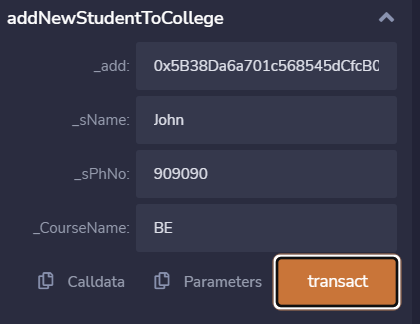 addNewStudentToCollege
_add: 0x5B38Da6a701c568545dCfcB0
_sName: John
_sPhNo: 909090
_CourseName: BE
Calldata Parameters transact